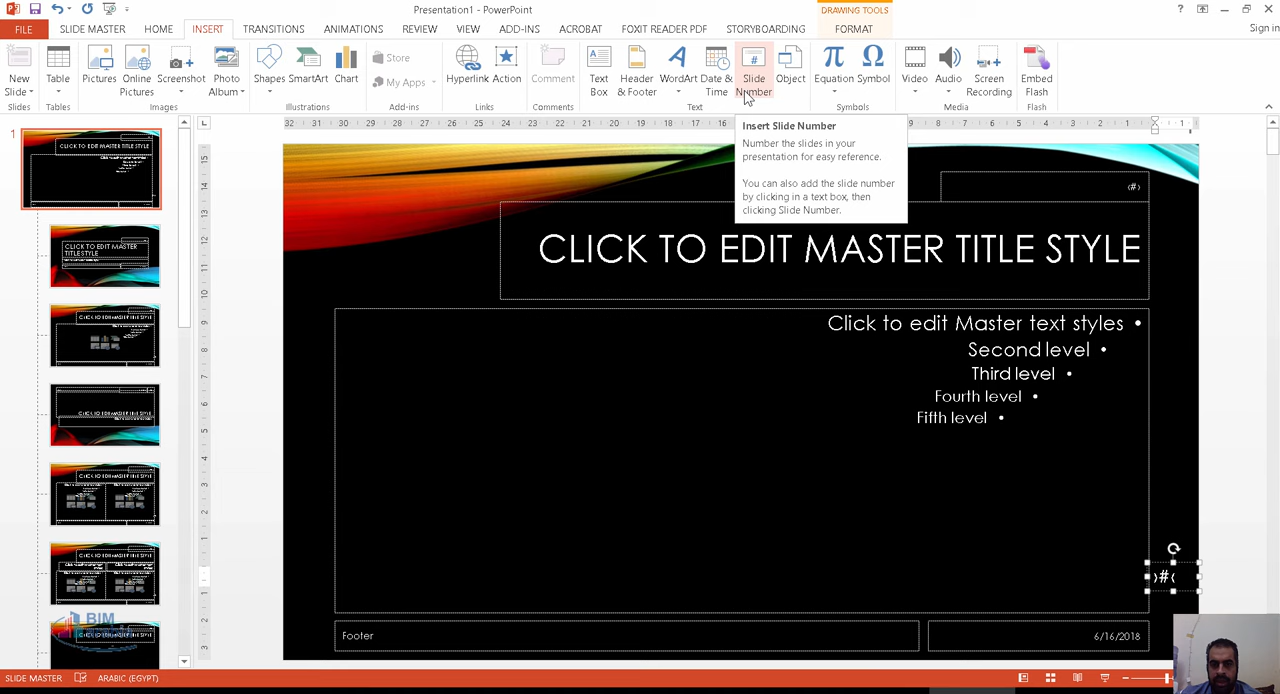 Presentation1 - PowerPoint
DRAWING TOOLS
Sign in
FILE
SLIDE MASTER
HOME
INSERT
TRANSITIONS
ANIMATIONS
REVIEW
VIEW
ADD-INS
ACROBAT
FOXIT READER PDF
STORYBOARDING
FORMAT
New Slide
Table
Pictures
Online Pictures
Screenshot
Photo Album
Shapes
SmartArt
Chart
Store
My Apps
Hyperlink
Action
Comment
Text Box
Header & Footer
WordArt
Date & Time
Slide Number
Object
Equation
Symbol
Video
Audio
Screen Recording
Embed Flash
Slides
Tables
Images
Illustrations
Add-ins
Links
Comments
Text
Symbols
Media
Flash
Insert Slide Number
Number the slides in your
presentation for easy reference.
You can also add the slide number
by clicking in a text box, then
clicking Slide Number.
1
‹#›
CLICK TO EDIT MASTER TITLE STYLE
Click to edit Master text styles •
Second level •
Third level •
Fourth level •
Fifth level •
›#‹
Footer
6/16/2018
BIM
SLIDE MASTER
ARABIC (EGYPT)